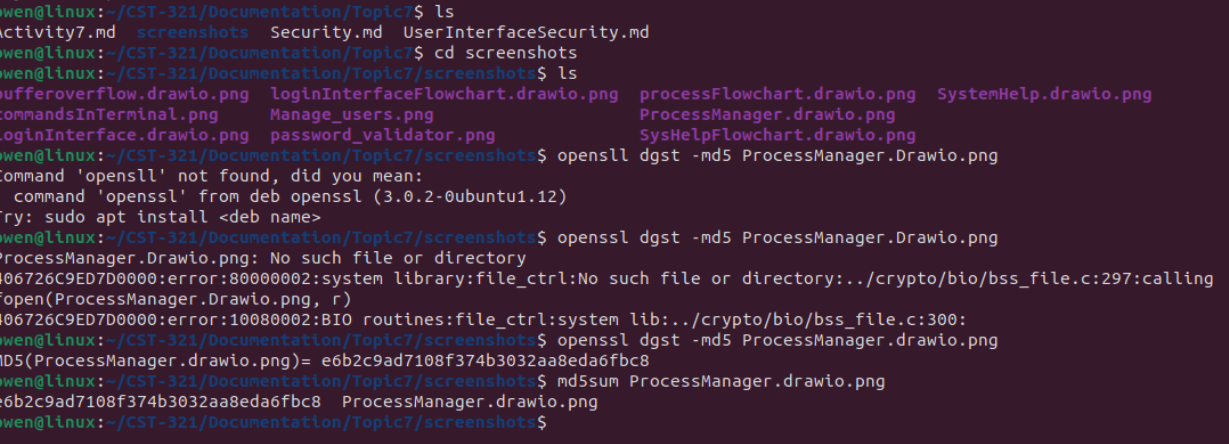 owen@linux:~/CST-321/Documentation/Topic7$ ls
Activity7.md screenshots Security.md UserInterfaceSecurity.md
owen@linux:~/CST-321/Documentation/Topic7$ cd screenshots
owen@linux:~/CST-321/Documentation/Topic7/screenshots$ ls
bufferoverflow.drawio.png loginInterfaceFlowchart.drawio.png processFlowchart.drawio.png SystemHelp.drawio.png
commandsInTerminal.png Manage_users.png ProcessManager.drawio.png
loginInterface.drawio.png password_validator.png SysHelpFlowchart.drawio.png
owen@linux:~/CST-321/Documentation/Topic7/screenshots$ opensll dgst -md5 ProcessManager.Drawio.png
Command 'opensll' not found, did you mean:
command 'openssl' from deb openssl (3.0.2-0ubuntu1.12)
Try: sudo apt install <deb name>
owen@linux:~/CST-321/Documentation/Topic7/screenshots$ openssl dgst -md5 ProcessManager.Drawio.png
ProcessManager.Drawio.png: No such file or directory
406726C9ED7D0000:error:80000002:system library:file_ctrl:No such file or directory:../crypto/bio/bss_file.c:297:calling
fopen(ProcessManager.Drawio.png, r)
406726C9ED7D0000:error:10080002:BIO routines:file_ctrl:system lib:../crypto/bio/bss_file.c:300:
owen@linux:~/CST-321/Documentation/Topic7/screenshots$ openssl dgst -md5 ProcessManager.drawio.png
MD5(ProcessManager.drawio.png)= e6b2c9ad7108f374b3032aa8eda6fbc8
owen@linux:~/CST-321/Documentation/Topic7/screenshots$ md5sum ProcessManager.drawio.png
e6b2c9ad7108f374b3032aa8eda6fbc8 ProcessManager.drawio.png
owen@linux:~/CST-321/Documentation/Topic7/screenshots$